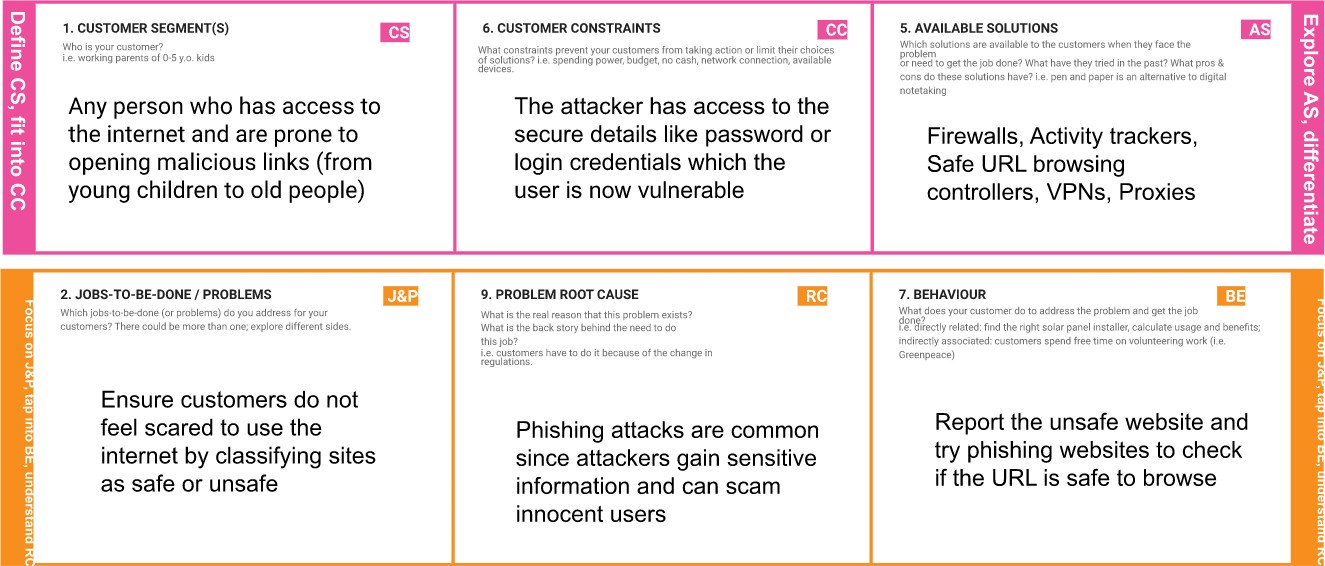 Define CS, fit into CC
1. CUSTOMER SEGMENT(S)
CS
Who is your customer?
i.e. working parents of 0-5 y.o. kids
Any person who has access to
the internet and are prone to
opening malicious links (from
young children to old people)
6. CUSTOMER CONSTRAINTS
CC
What constraints prevent your customers from taking action or limit their choices
of solutions? i.e. spending power, budget, no cash, network connection, available
devices.
The attacker has access to the
secure details like password or
login credentials which the
user is now vulnerable
5. AVAILABLE SOLUTIONS
AS
Which solutions are available to the customers when they face the
problem
or need to get the job done? What have they tried in the past? What pros &
cons do these solutions have? i.e. pen and paper is an alternative to digital
notetaking
Firewalls, Activity trackers,
Safe URL browsing
controllers, VPNs, Proxies
Explore AS, differentiate
Focus on J&P, tap into BE, understand RC
2. JOBS-TO-BE-DONE / PROBLEMS
J&P
Which jobs-to-be-done (or problems) do you address for your
customers? There could be more than one; explore different sides.
Ensure customers do not
feel scared to use the
internet by classifying sites
as safe or unsafe
9. PROBLEM ROOT CAUSE
RC
What is the real reason that this problem exists?
What is the back story behind the need to do
this job?
i.e. customers have to do it because of the change in
regulations.
Phishing attacks are common
since attackers gain sensitive
information and can scam
innocent users
7. BEHAVIOUR
BE
What does your customer do to address the problem and get the job
done?
i.e. directly related: find the right solar panel installer, calculate usage and benefits;
indirectly associated: customers spend free time on volunteering work (i.e.
Greenpeace)
Report the unsafe website and
try phishing websites to check
if the URL is safe to browse
Focus on J&P, tap into BE, understand RC